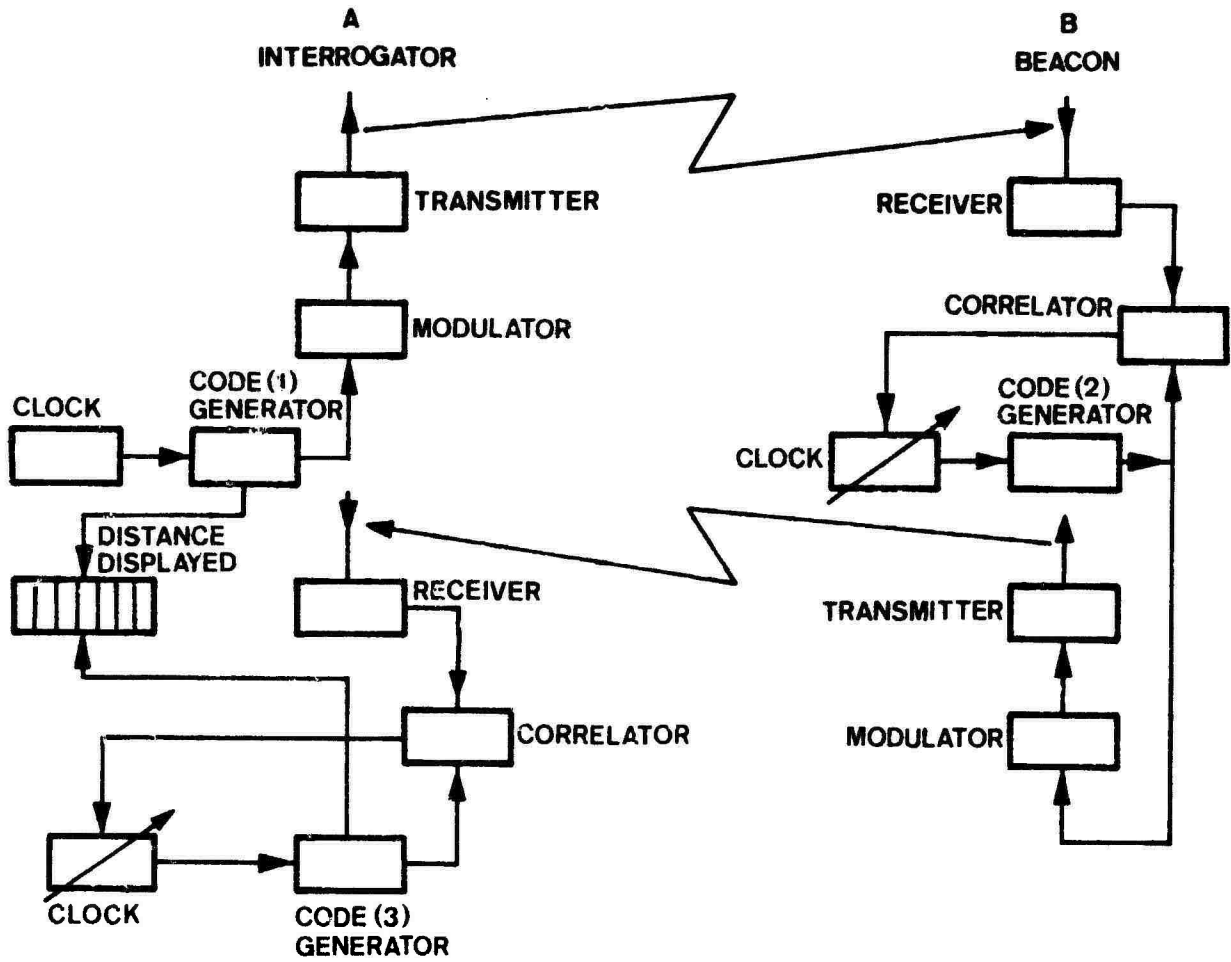 A
INTERROGATOR
B
BEACON
TRANSMITTER
RECEIVER
MODULATOR
CORRELATOR
CLOCK
CODE (1)
GENERATOR
CODE (2)
GENERATOR
CLOCK
DISTANCE
DISPLAYED
RECEIVER
TRANSMITTER
CORRELATOR
MODULATOR
CLOCK
CODE (3)
GENERATOR